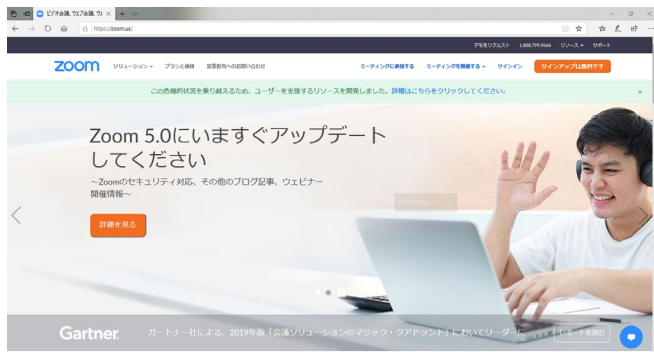 ビデオ会議, ウェブ会議, ウ
https://zoom.us/
デモをリクエスト 1.888.799.9666 リソース サポート
zoom ソリューション プランと価格 営業担当へのお問い合わせ ミーティングに参加する ミーティングを開催する サインイン サインアップは無料です
この危機的状況を乗り越えるため、ユーザーを支援するリソースを開発しました。詳細はこちらをクリックしてください。
Zoom 5.0にいますぐアップデート
してください
~Zoomのセキュリティ対応、その他のブログ記事、ウェビナー
開催情報~
詳細を見る
Gartner. ガートナー社による、2019年版「会議ソリューションのマジック・クアドラント」においてリーダーに レポートを読む